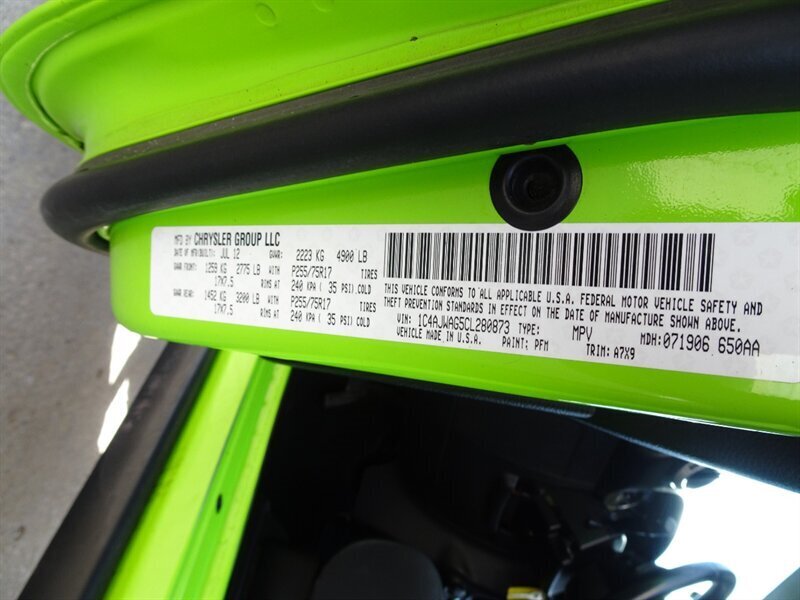 MFD BY CHRYSLER GROUP LLC
DATE OF MFR/BUILT: JUL 12 GVWR: 2223 KG 4900 LB
GAWR FRONT: 1259 KG 2775 LB WITH P255/75R17 TIRES
17X7.5 RIMS AT 240 KPA ( 35 PSI) COLD
GAWR REAR: 1452 KG 3200 LB WITH P255/75R17 TIRES
17X7.5 RIMS AT 240 KPA ( 35 PSI) COLD
THIS VEHICLE CONFORMS TO ALL APPLICABLE U.S.A. FEDERAL MOTOR VEHICLE SAFETY AND
THEFT PREVENTION STANDARDS IN EFFECT ON THE DATE OF MANUFACTURE SHOWN ABOVE.
VIN: 1C4AJWAG5CL280873 TYPE: MPV MDH: 071906 650AA
VEHICLE MADE IN U.S.A. PAINT: PFM TRIM: A7X9